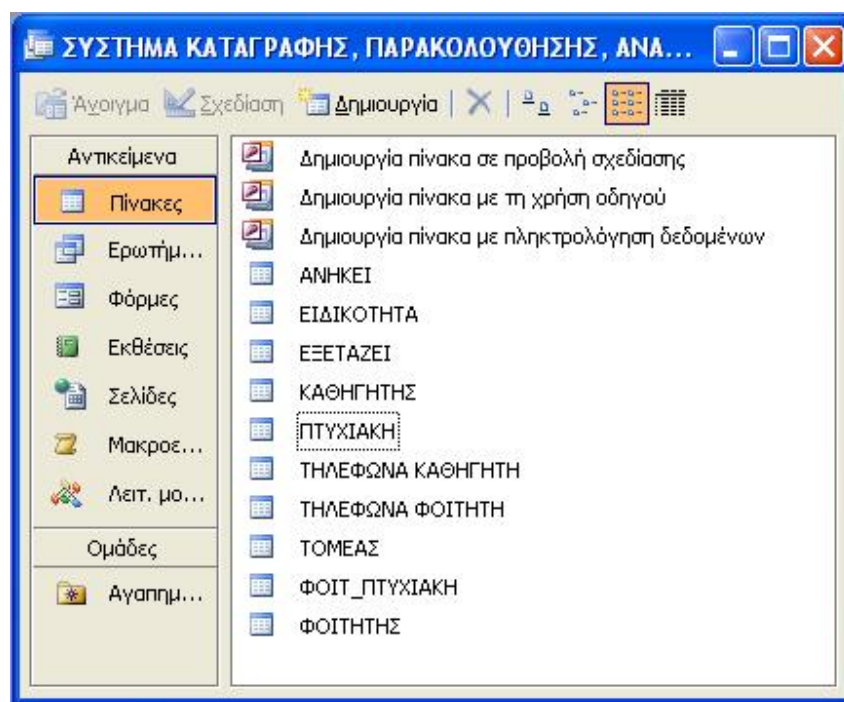 ΣΥΣΤΗΜΑ ΚΑΤΑΓΡΑΦΗΣ, ΠΑΡΑΚΟΛΟΥΘΗΣΗΣ, ΑΝΑ...
Άνοιγμα Σχεδίαση Δημιουργία
Αντικείμενα
Πίνακες
Ερωτήμ...
Φόρμες
Εκθέσεις
Σελίδες
Μακροε...
Λειτ. μο...
Ομάδες
Αγαπημ...
Δημιουργία πίνακα σε προβολή σχεδίασης
Δημιουργία πίνακα με τη χρήση οδηγού
Δημιουργία πίνακα με πληκτρολόγηση δεδομένων
ΑΝΗΚΕΙ
ΕΙΔΙΚΟΤΗΤΑ
ΕΞΕΤΑΖΕΙ
ΚΑΘΗΓΗΤΗΣ
ΠΤΥΧΙΑΚΗ
ΤΗΛΕΦΩΝΑ ΚΑΘΗΓΗΤΗ
ΤΗΛΕΦΩΝΑ ΦΟΙΤΗΤΗ
ΤΟΜΕΑΣ
ΦΟΙΤ_ΠΤΥΧΙΑΚΗ
ΦΟΙΤΗΤΗΣ